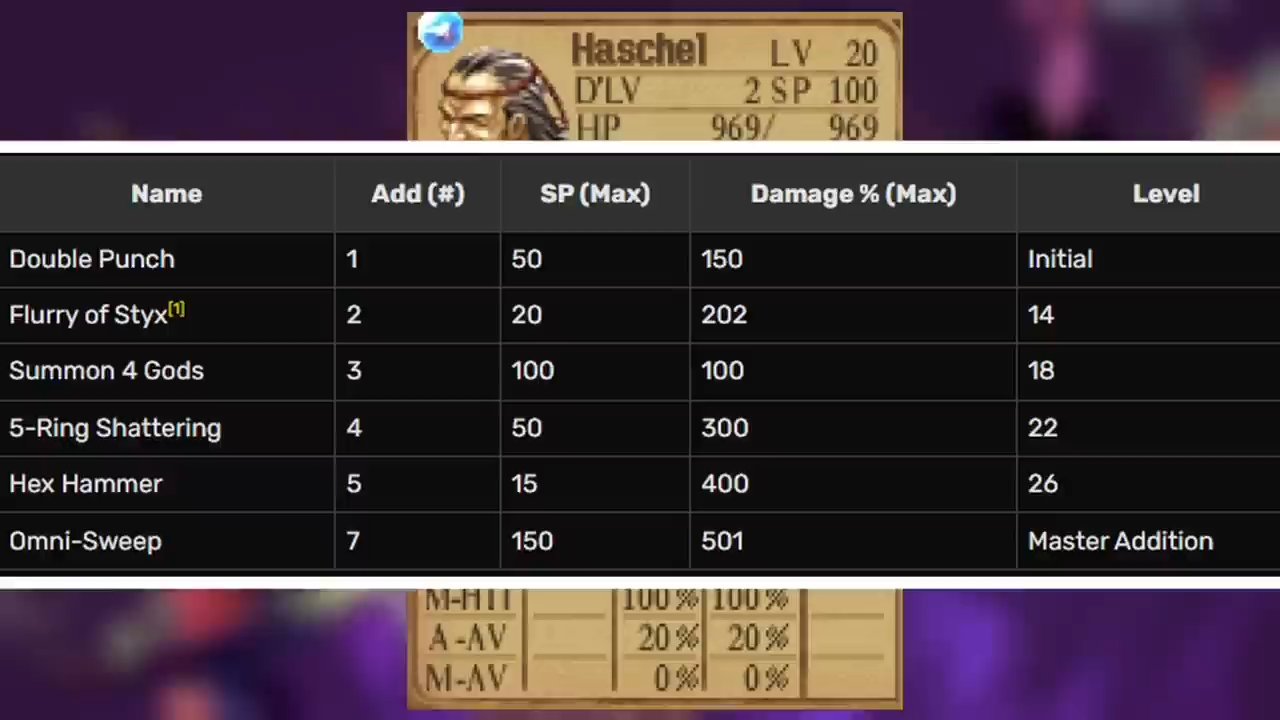 Haschel LV 20
D'LV 2 SP 100
HP 969/ 969
Name Add (#) SP (Max) Damage % (Max) Level
Double Punch 1 50 150 Initial
Flurry of Styx[1] 2 20 202 14
Summon 4 Gods 3 100 100 18
5-Ring Shattering 4 50 300 22
Hex Hammer 5 15 400 26
Omni-Sweep 7 150 501 Master Addition
M-HIT 100% 100%
A-AV 20% 20%
M-AV 0% 0%